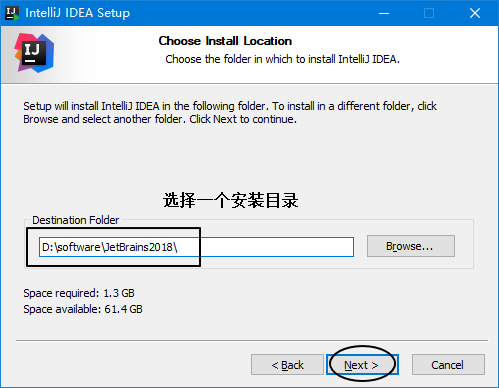 IntelliJ IDEA Setup
IJ
Choose Install Location
Choose the folder in which to install IntelliJ IDEA.
Setup will install IntelliJ IDEA in the following folder. To install in a different folder, click
Browse and select another folder. Click Next to continue.
选择一个安装目录
Destination Folder
D:\software\JetBrains2018\
Browse...
Space required: 1.3 GB
Space available: 61.4 GB
< Back
Next >
Cancel